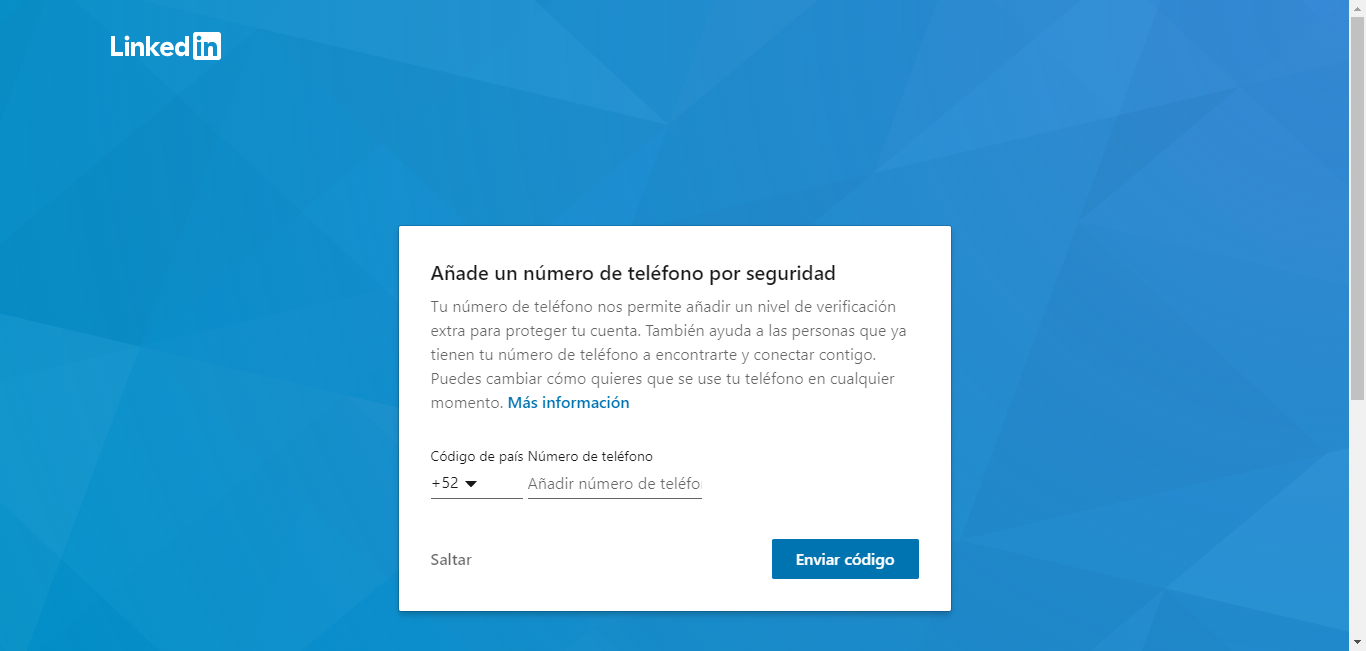 Linkedin
Añade un número de teléfono por seguridad
Tu número de teléfono nos permite añadir un nivel de verificación
extra para proteger tu cuenta. También ayuda a las personas que ya
tienen tu número de teléfono a encontrarte y conectar contigo.
Puedes cambiar cómo quieres que se use tu teléfono en cualquier
momento. Más información
Código de país Número de teléfono
+52 Añadir número de teléfo
Saltar Enviar código